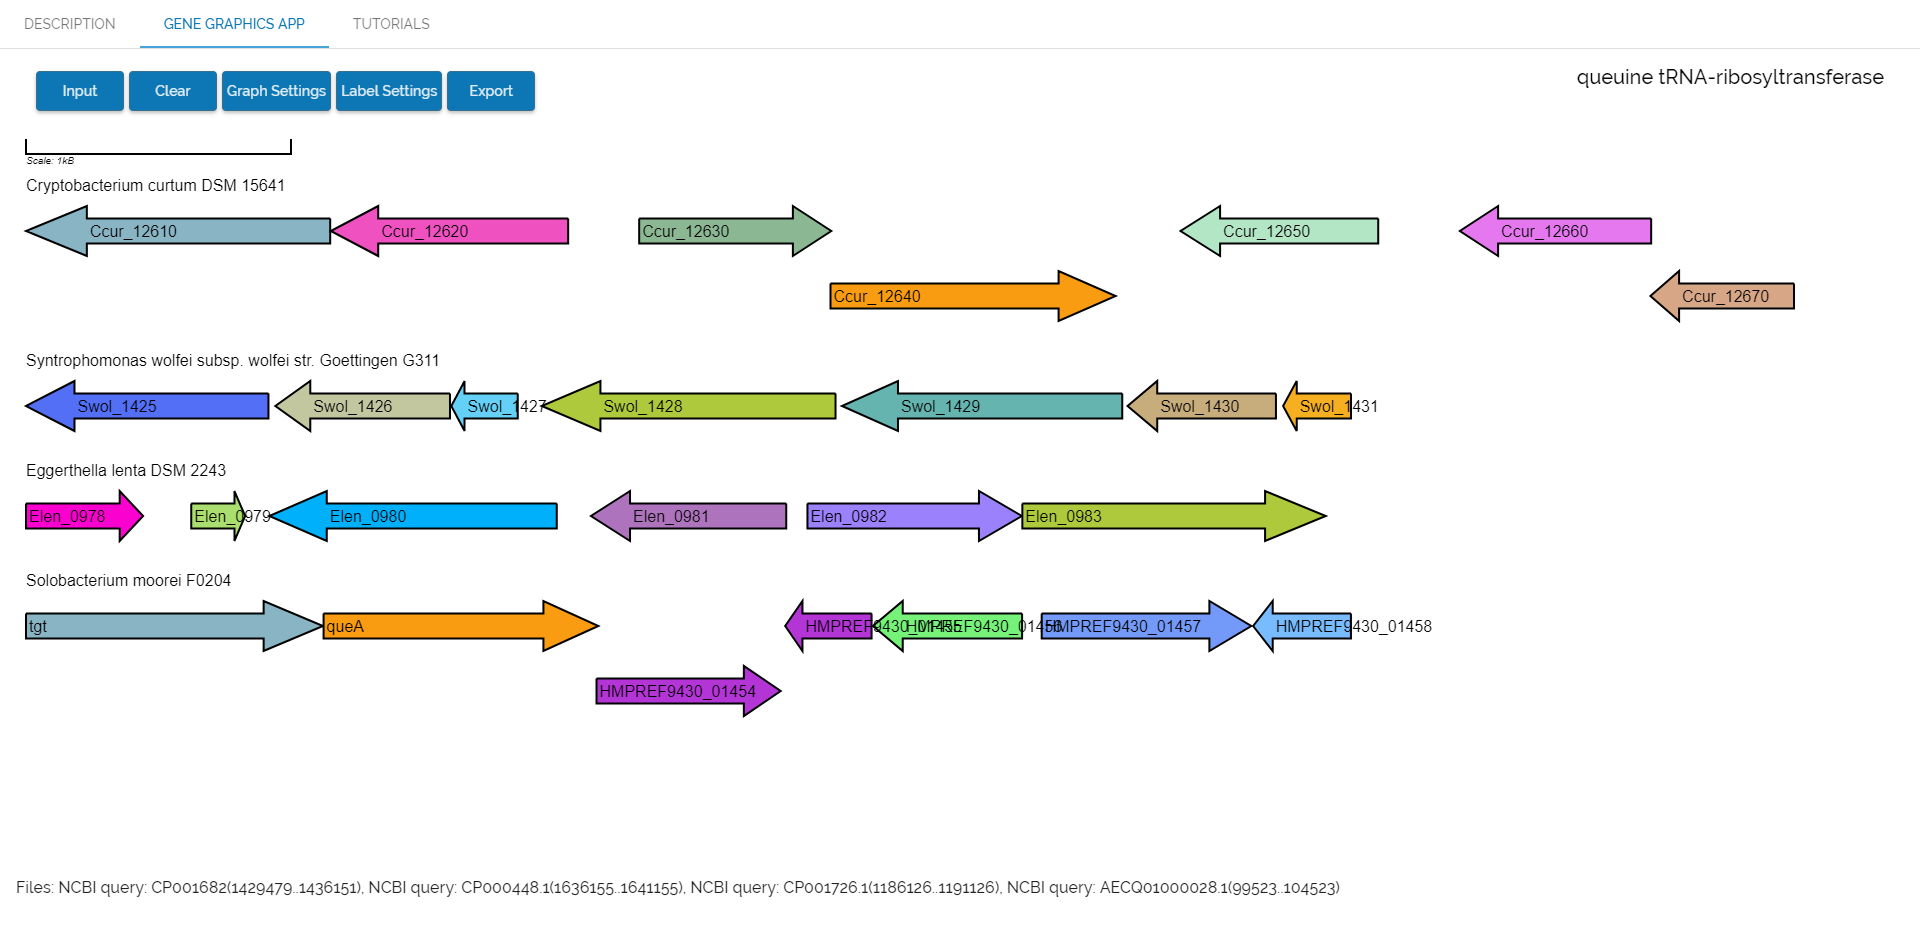 DESCRIPTION GENE GRAPHICS APP TUTORIALS
Input Clear Graph Settings Label Settings Export
queuine tRNA-ribosyltransferase
Scale: 1kB
Cryptobacterium curtum DSM 15641
Ccur_12610 Ccur_12620 Ccur_12630 Ccur_12650 Ccur_12660
Ccur_12640 Ccur_12670
Syntrophomonas wolfei subsp. wolfei str. Goettingen G311
Swol_1425 Swol_1426 Swol_1427 Swol_1428 Swol_1429 Swol_1430 Swol_1431
Eggerthella lenta DSM 2243
Elen_0978 Elen_0979 Elen_0980 Elen_0981 Elen_0982 Elen_0983
Solobacterium moorei F0204
tgt queA HMPREF9430_01455 HMPREF9430_01456 HMPREF9430_01457 HMPREF9430_01458
HMPREF9430_01454
Files: NCBI query: CP001682(1429479..1436151), NCBI query: CP000448.1(1636155..1641155), NCBI query: CP001726.1(1186126..1191126), NCBI query: AECQ01000028.1(99523..104523)